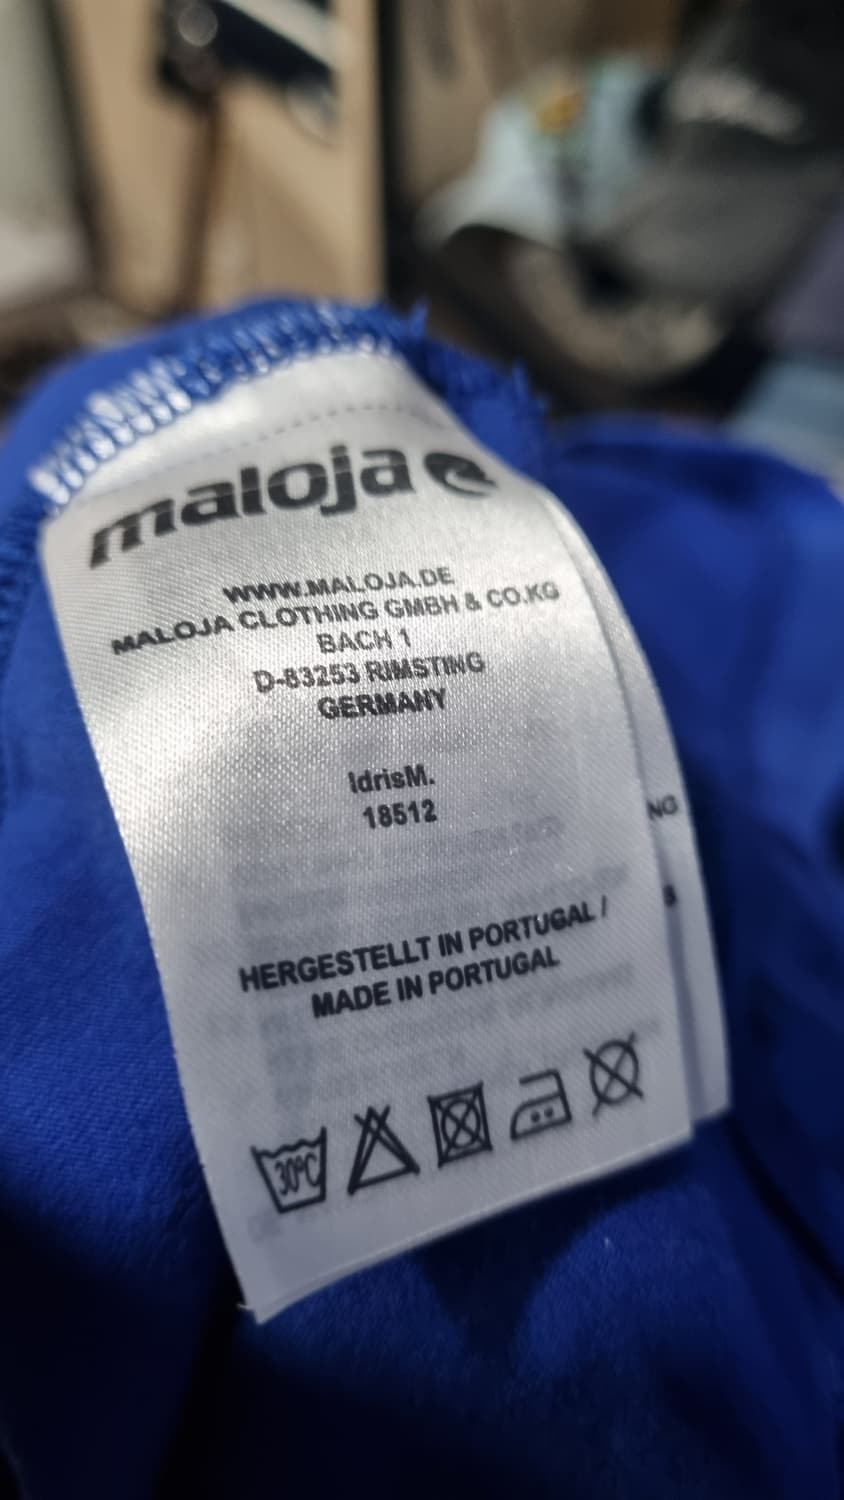 maloja
WWW.MALOJA.DE
MALOJA CLOTHING GMBH & CO.KG
BACH 1
D-83253 RIMSTING
GERMANY
IdrisM.
18512
HERGESTELLT IN PORTUGAL /
MADE IN PORTUGAL
30°C
NG